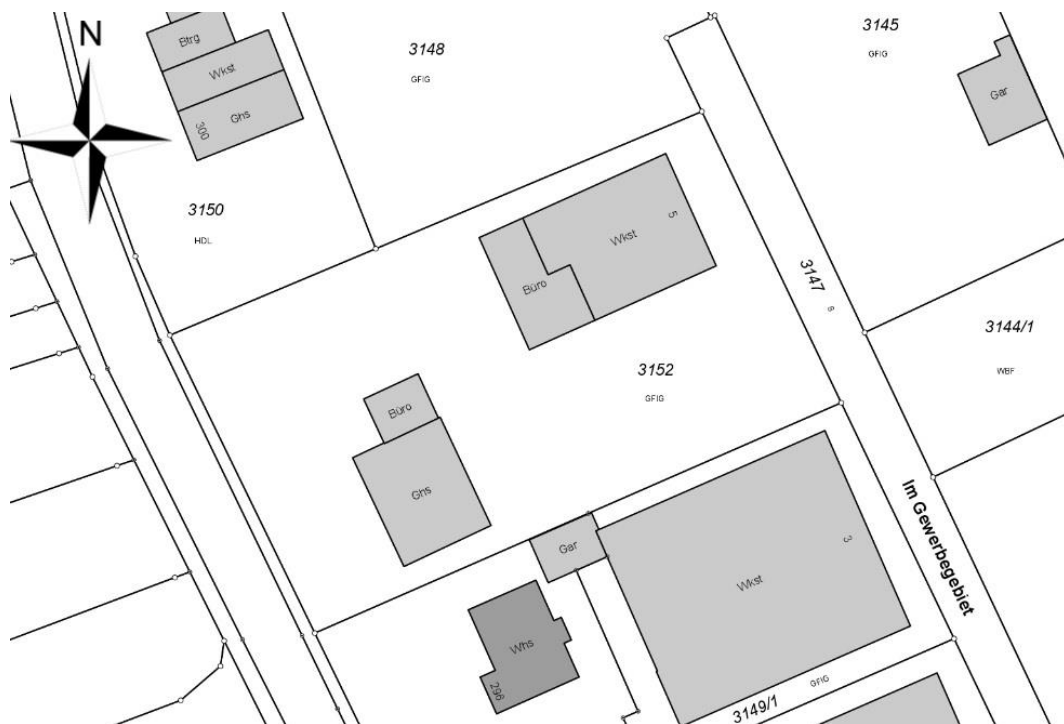 N
Btrg
Wkst
Ghs
300
3148
GFIG
3145
GFIG
Gar
3150
HDL
Wkst
5
Büro
3147
S
3144/1
WBF
3152
GFIG
Büro
Ghs
Im Gewerbegebiet
Gar
Wkst
3
Whs
296
3149/1
GFIG